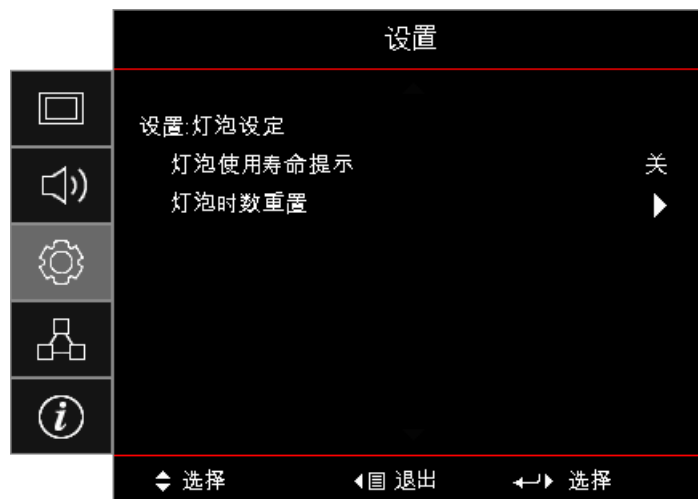 设置
设置:灯泡设定
灯泡使用寿命提示 关
灯泡时数重置
选择 退出 选择